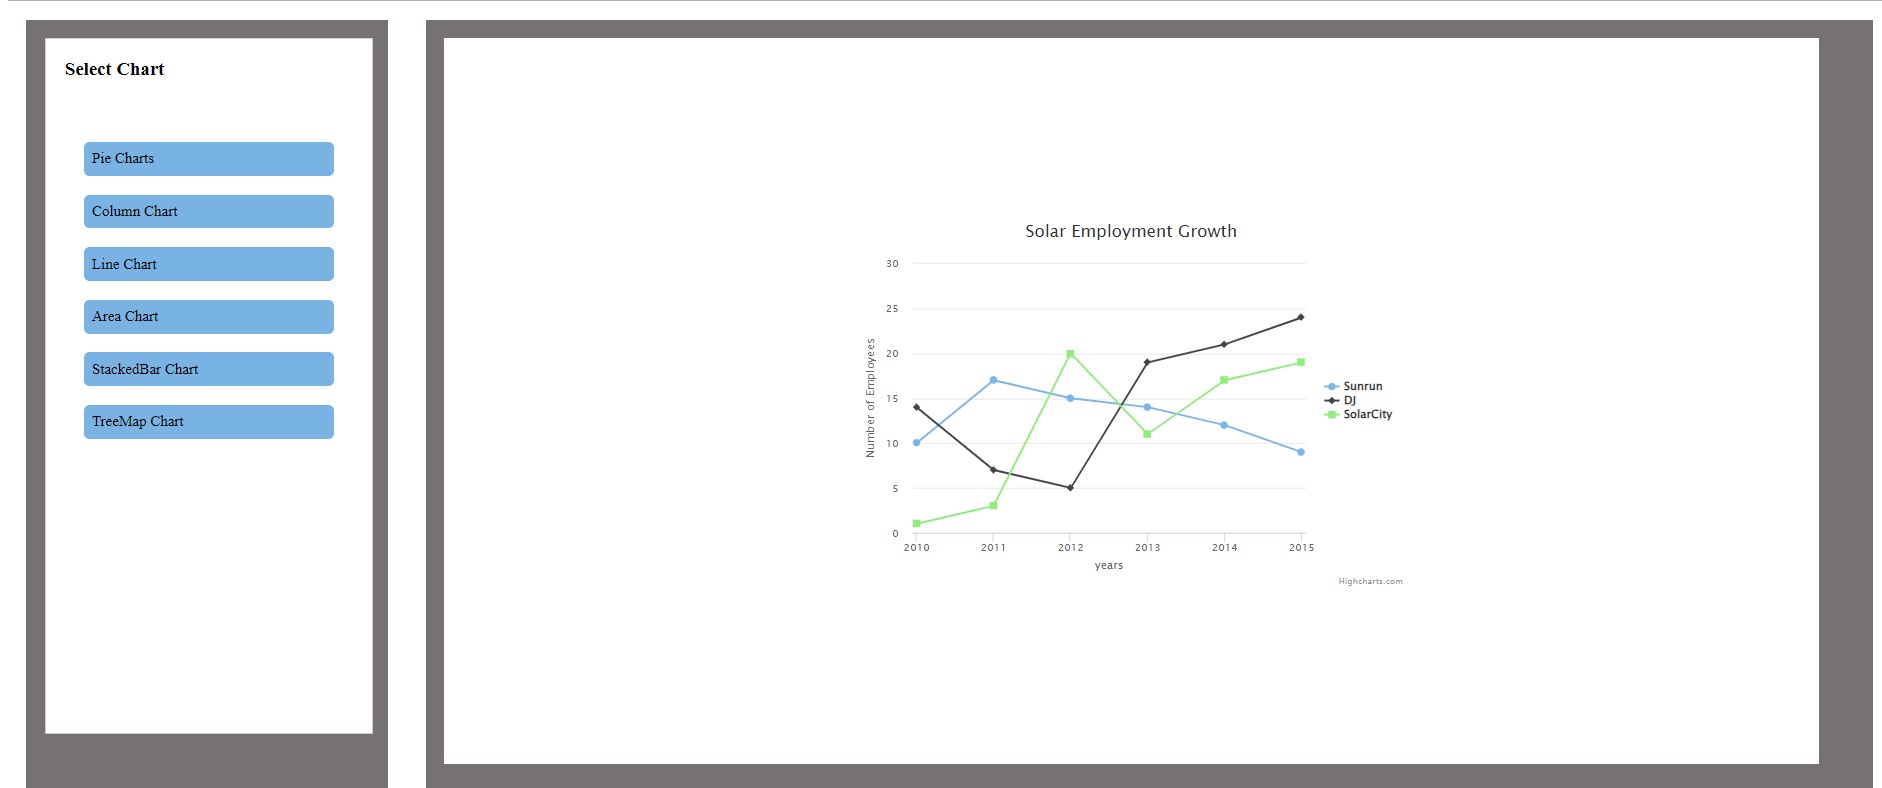 Select Chart
Pie Charts
Column Chart
Line Chart
Area Chart
StackedBar Chart
TreeMap Chart
Solar Employment Growth
Number of Employees
30
25
20
15
10
5
0
2010 2011 2012 2013 2014 2015
years
Sunrun
DJ
SolarCity
Highcharts.com